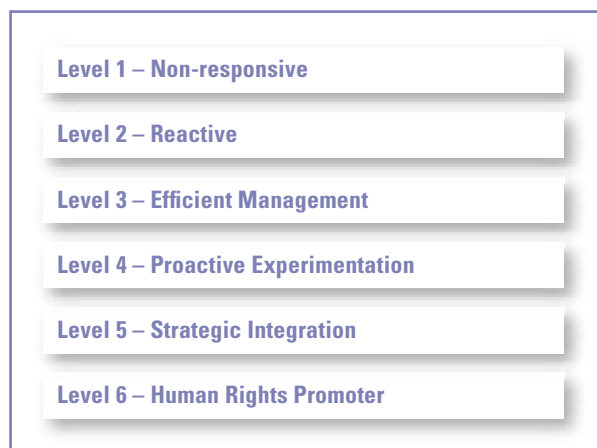 Level 1 – Non-responsive
Level 2 – Reactive
Level 3 – Efficient Management
Level 4 – Proactive Experimentation
Level 5 – Strategic Integration
Level 6 – Human Rights Promoter